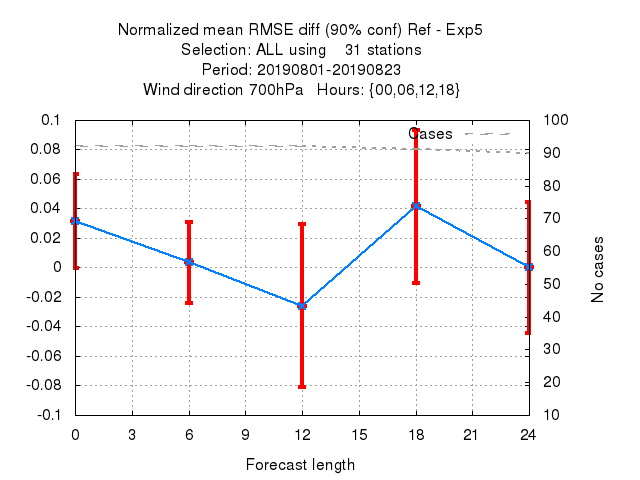 Normalized mean RMSE diff (90% conf) Ref - Exp5
Selection: ALL using 31 stations
Period: 20190801-20190823
Wind direction 700hPa Hours: {00,06,12,18}
Cases
0.1
0.08
0.06
0.04
0.02
0
-0.02
-0.04
-0.06
-0.08
-0.1
100
90
80
70
60
50
40
30
20
10
No cases
0 3 6 9 12 15 18 21 24
Forecast length